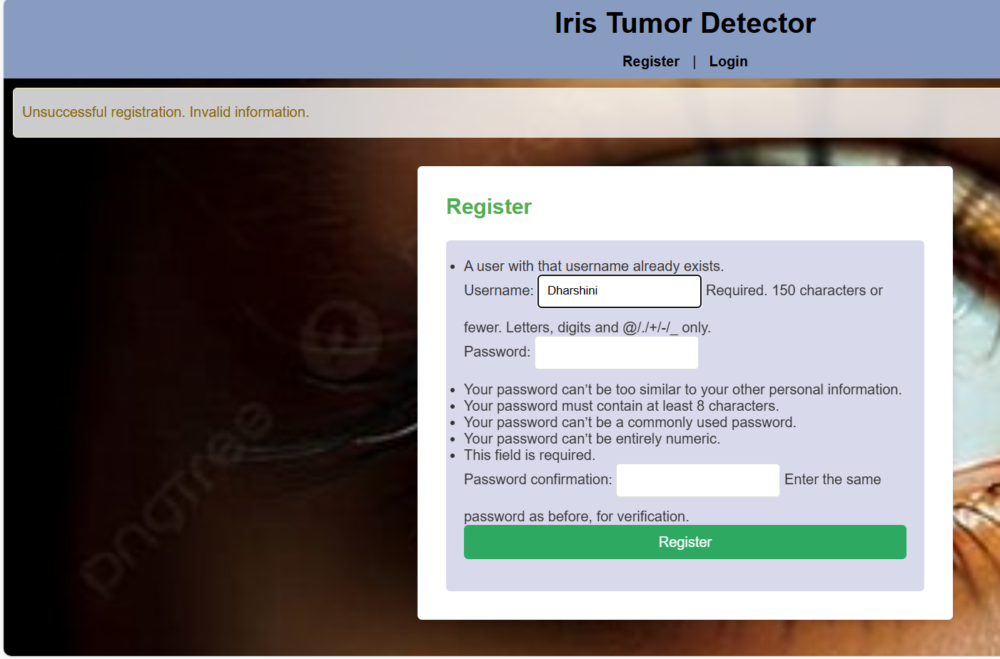 Iris Tumor Detector
Register | Login
Unsuccessful registration. Invalid information.
Register
A user with that username already exists.
Username: Dharshini Required. 150 characters or
fewer. Letters, digits and @/./+/-/_ only.
Password:
Your password can’t be too similar to your other personal information.
Your password must contain at least 8 characters.
Your password can’t be a commonly used password.
Your password can’t be entirely numeric.
This field is required.
Password confirmation: Enter the same
password as before, for verification.
Register
pngtree